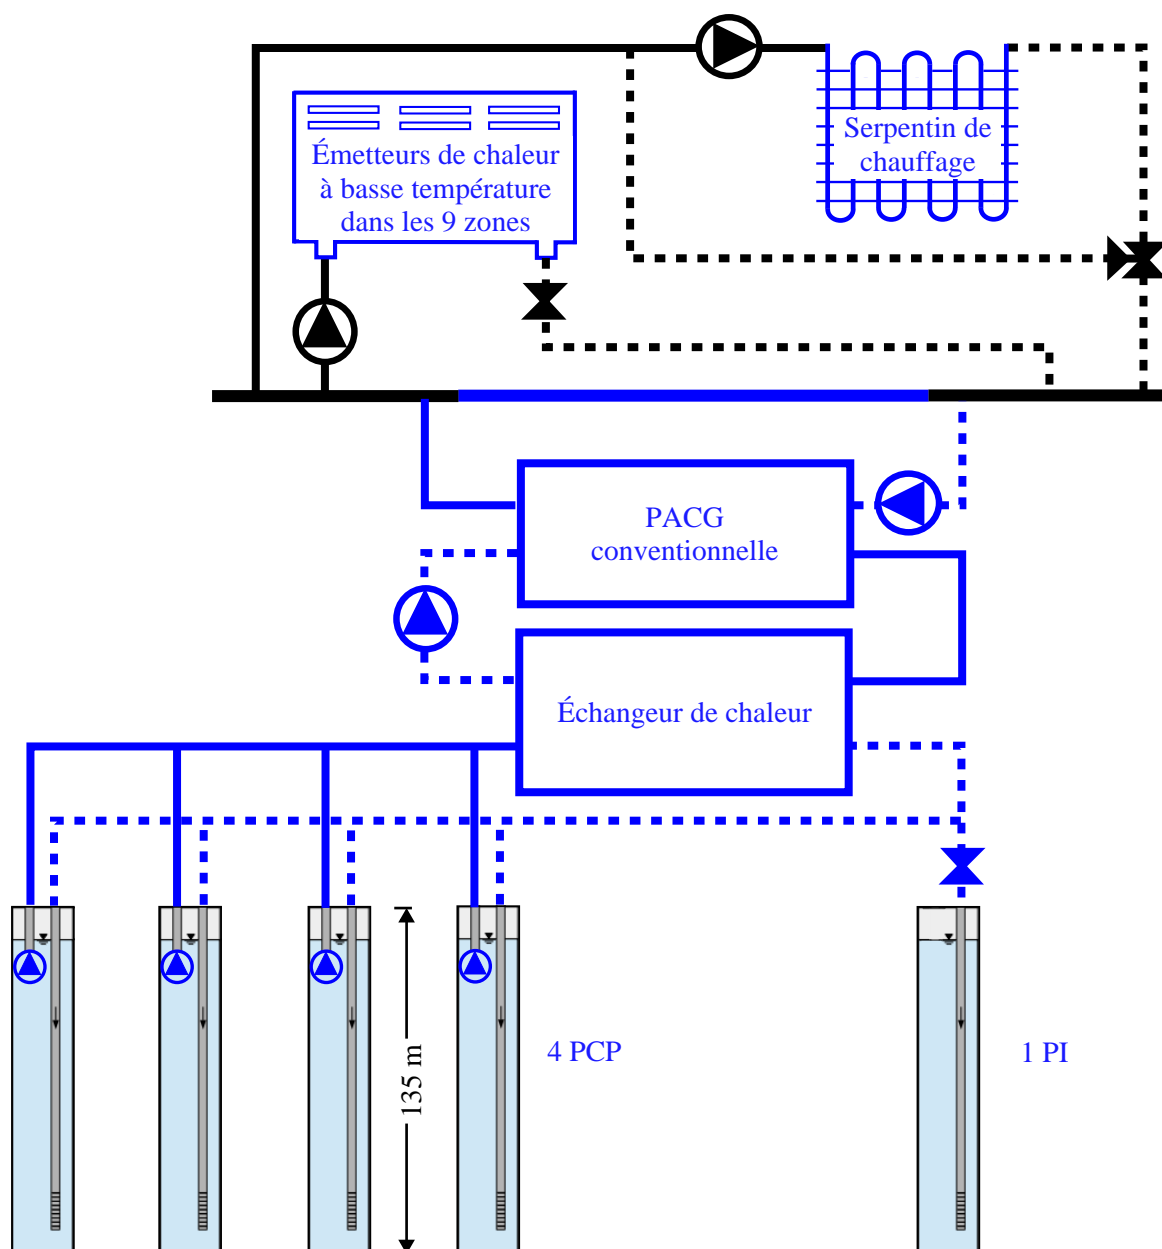 Serpentin de
chauffage
Émetteurs de chaleur
à basse température
dans les 9 zones
PACG
conventionnelle
Échangeur de chaleur
135 m
4 PCP
1 PI